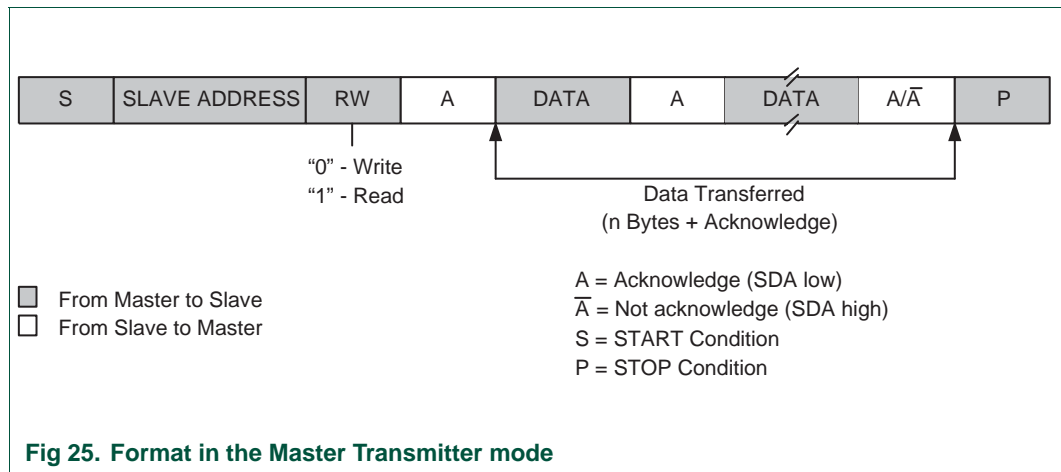 S SLAVE ADDRESS RW A DATA A DATA A/A̅ P
“0” - Write
“1” - Read
Data Transferred
(n Bytes + Acknowledge)
From Master to Slave
From Slave to Master
A = Acknowledge (SDA low)
A̅ = Not acknowledge (SDA high)
S = START Condition
P = STOP Condition
Fig 25. Format in the Master Transmitter mode